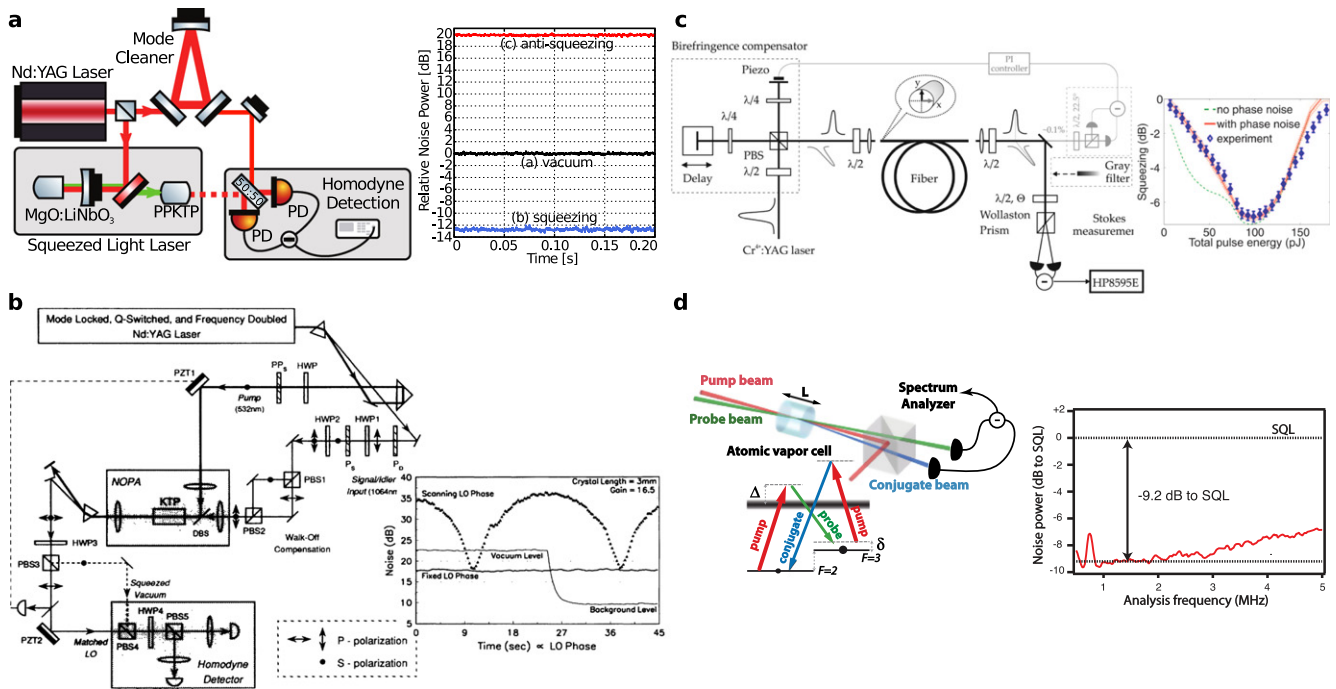 a
Mode
Cleaner
Nd:YAG Laser
MgO:LiNbO₃
PPKTP
Squeezed Light Laser
50:50
PD
PD
Homodyne
Detection
Relative Noise Power [dB]
20
18
16
14
12
10
8
6
4
2
0
-2
-4
-6
-8
-10
-12
-14
(c) anti-squeezing
(a) vacuum
(b) squeezing
0
0.05
0.10
0.15
0.20
Time [s]
c
Birefringence compensator
Piezo
λ/4
λ/4
PBS
λ/2
Delay
Cr⁴⁺:YAG laser
λ/2
y
x
Fiber
λ/2
~0.1%
PI
controller
λ/2, 22.5°
Gray
filter
λ/2, Θ
Wollaston
Prism
Stokes
measuremen
HP8595E
Squeezing (dB)
0
-2
-4
-6
no phase noise
with phase noise
experiment
0
50
100
150
Total pulse energy (pJ)
b
Mode Locked, Q-Switched, and Frequency Doubled
Nd:YAG Laser
PZT1
PPs
HWP
Pump
(532nm)
HWP2
HWP1
Ps
Po
Signal/Idler
Input (1064nm
PBS1
PBS2
Walk-Off
Compensation
NOPA
KTP
DBS
HWP3
PBS3
Squeezed
Vacuum
PZT2
Matched
LO
HWP4
PBS5
PBS4
Homodyne
Detector
P - polarization
S - polarization
Noise (dB)
40
35
30
25
20
15
10
5
Crystal Length = 3mm
Gain = 16.5
Scanning LO Phase
Vacuum Level
Fixed LO Phase
Background Level
0
9
18
27
36
45
Time (sec) ∝ LO Phase
d
Pump beam
Probe beam
L
Spectrum
Analyzer
Atomic vapor cell
Conjugate beam
Δ
pump
conjugate
probe
pump
δ
F=2
F=3
Noise power (dB to SQL)
+2
0
-2
-4
-6
-8
-10
SQL
-9.2 dB to SQL
1
2
3
4
5
Analysis frequency (MHz)